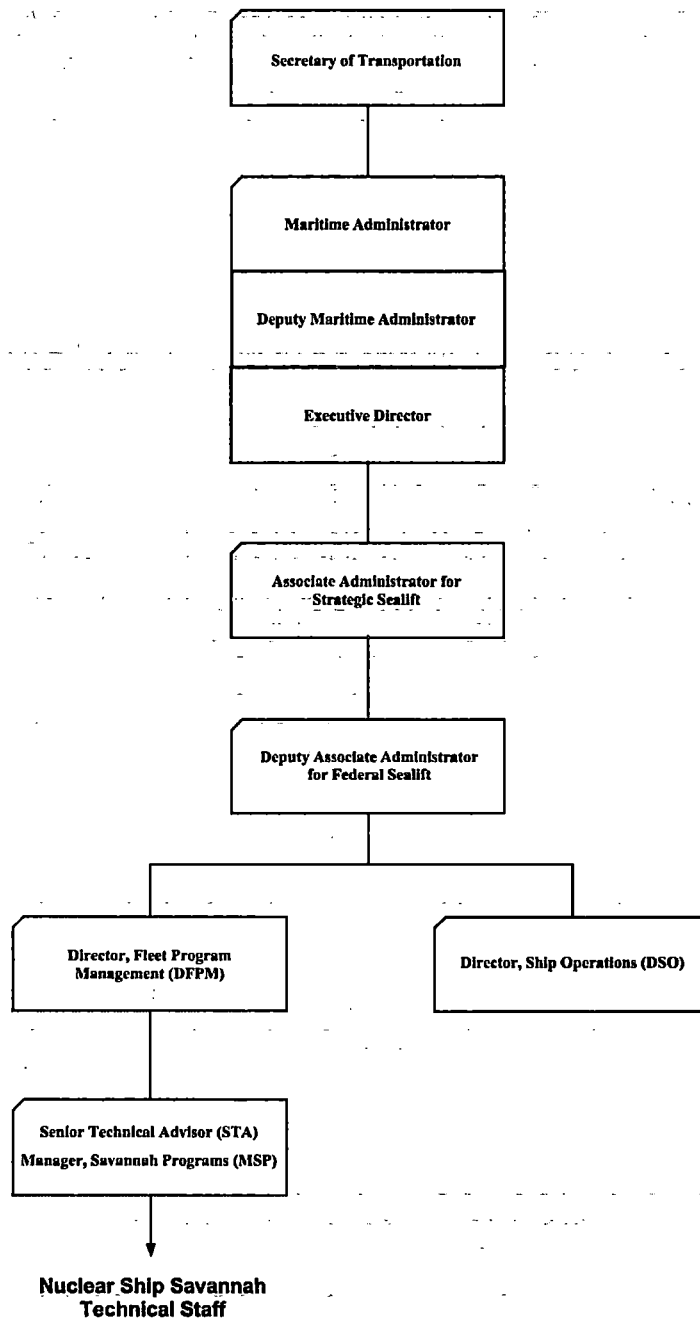 Secretary of Transportation
Maritime Administrator
Deputy Maritime Administrator
Executive Director
Associate Administrator for
Strategic Sealift
Deputy Associate Administrator
for Federal Sealift
Director, Fleet Program
Management (DFPM)
Director, Ship Operations (DSO)
Senior Technical Advisor (STA)
Manager, Savannah Programs (MSP)
Nuclear Ship Savannah
Technical Staff